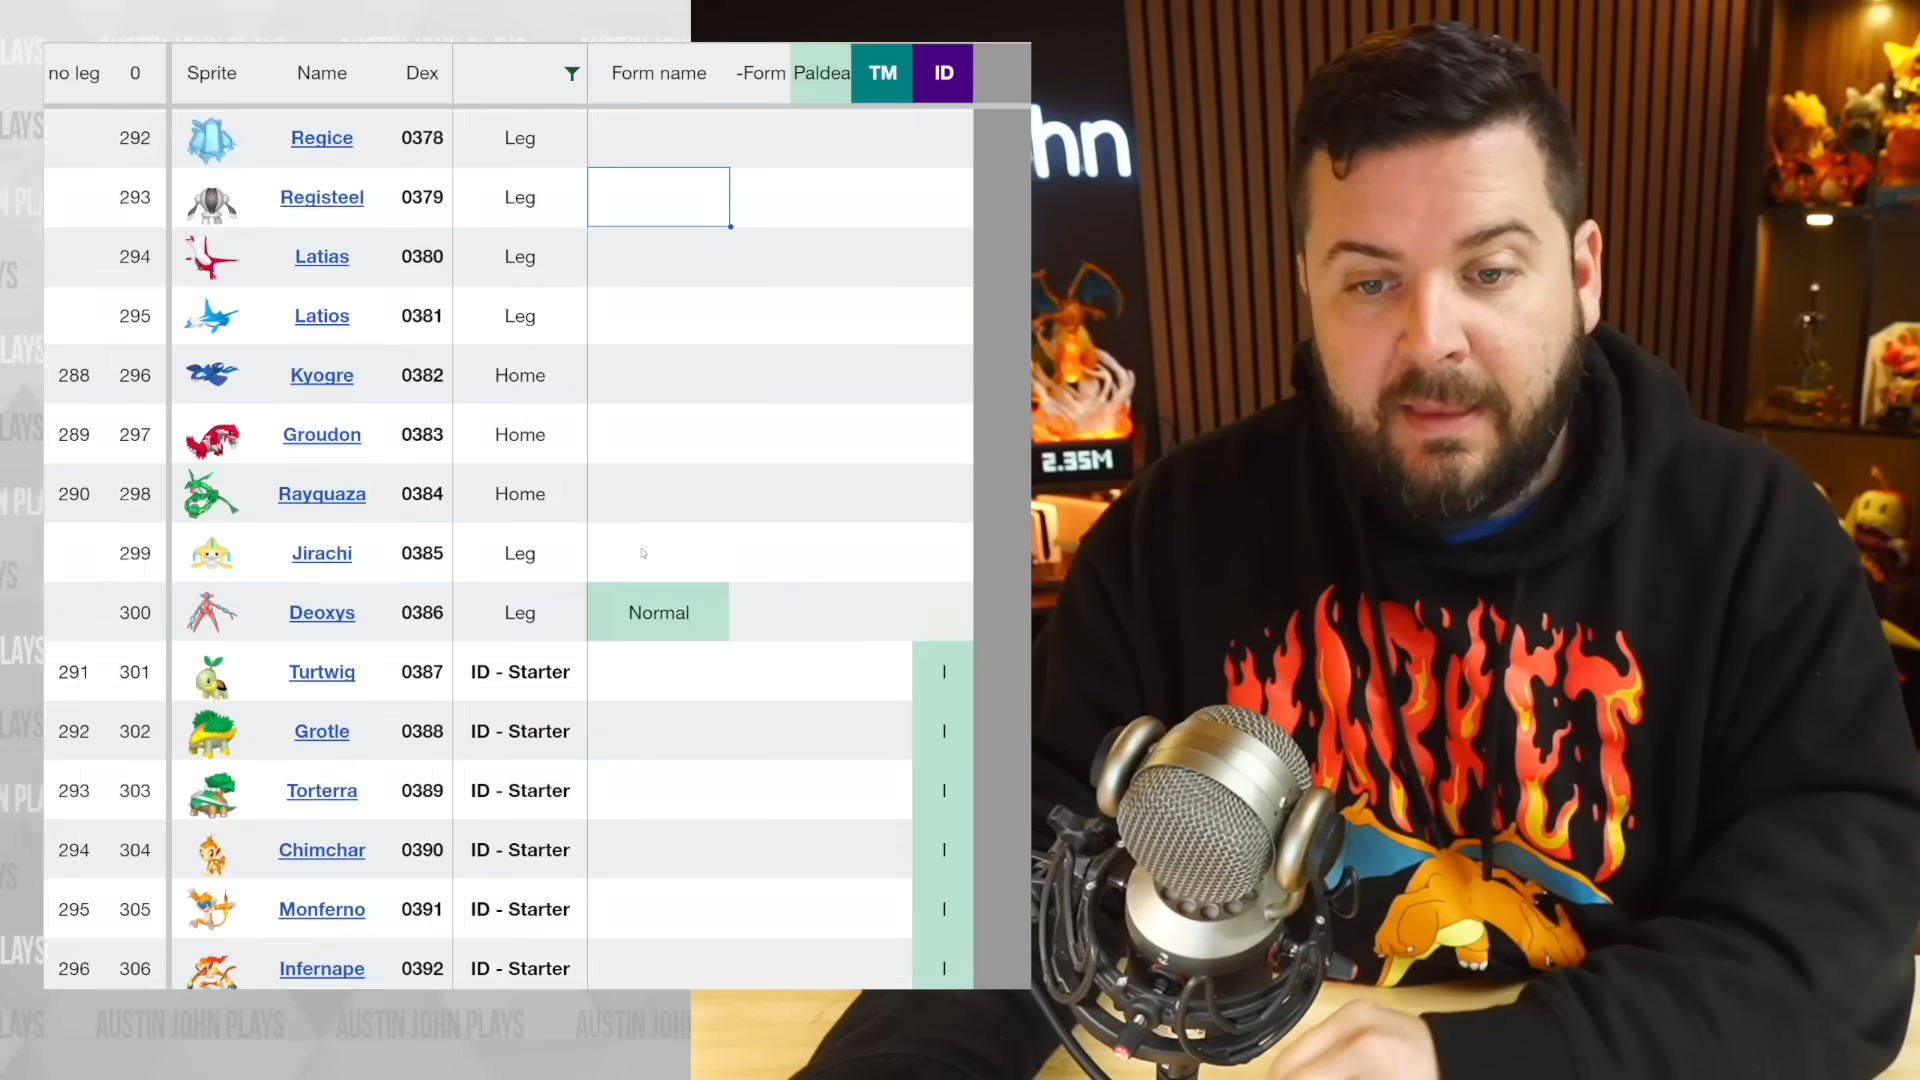 no leg 0 Sprite Name Dex Form name -Form Paldea TM ID
292 Regice 0378 Leg
293 Registeel 0379 Leg
294 Latias 0380 Leg
295 Latios 0381 Leg
288 296 Kyogre 0382 Home
289 297 Groudon 0383 Home
290 298 Rayquaza 0384 Home
299 Jirachi 0385 Leg
300 Deoxys 0386 Leg Normal
291 301 Turtwig 0387 ID - Starter I
292 302 Grotle 0388 ID - Starter I
293 303 Torterra 0389 ID - Starter I
294 304 Chimchar 0390 ID - Starter I
295 305 Monferno 0391 ID - Starter I
296 306 Infernape 0392 ID - Starter I
hn
2.35M
LAYS AUSTIN JOHN PLAYS AUSTIN JOHN PLAYS AUSTIN JOH